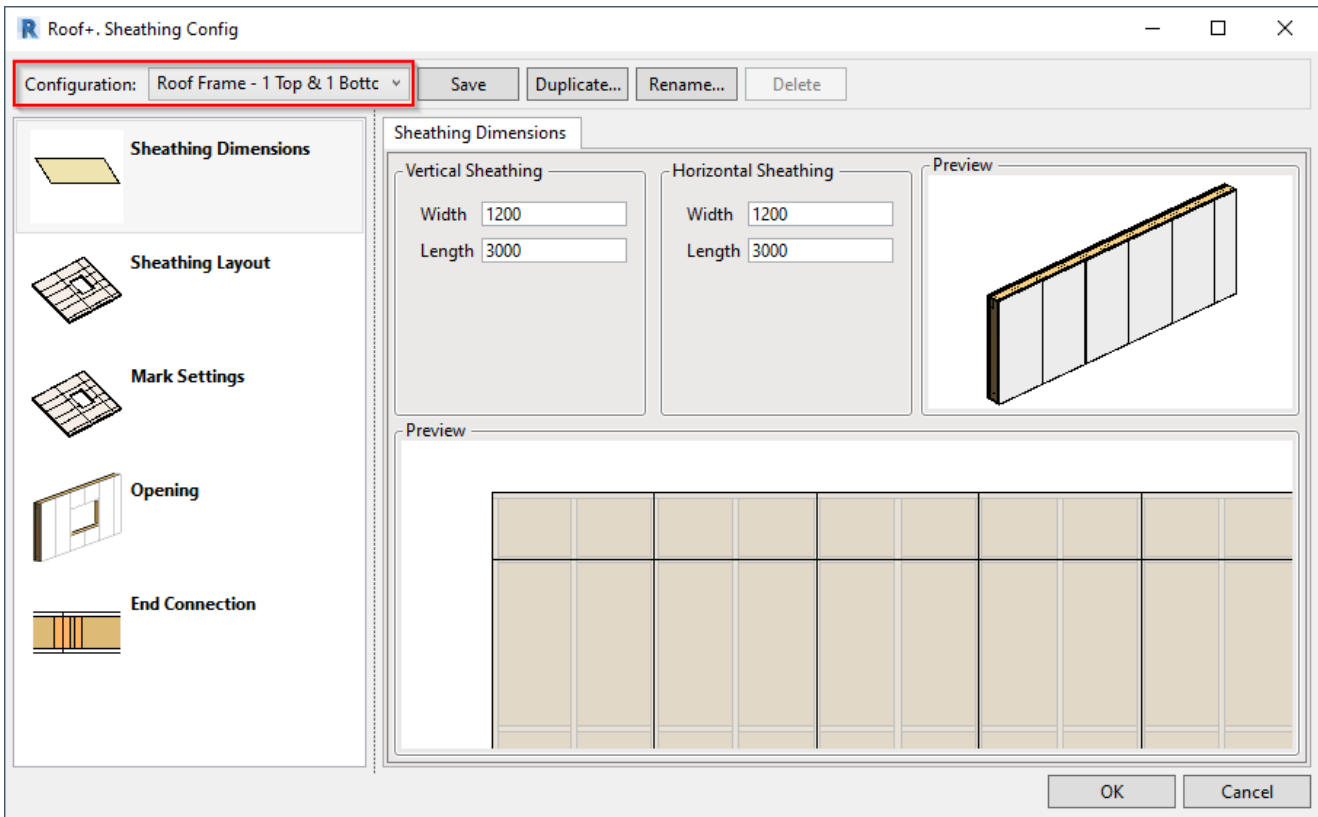 Roof+. Sheathing Config
Configuration: Roof Frame - 1 Top & 1 Bottc Save Duplicate... Rename... Delete
Sheathing Dimensions
Sheathing Layout
Mark Settings
Opening
End Connection
Sheathing Dimensions
Vertical Sheathing
Width 1200
Length 3000
Horizontal Sheathing
Width 1200
Length 3000
Preview
Preview
OK Cancel